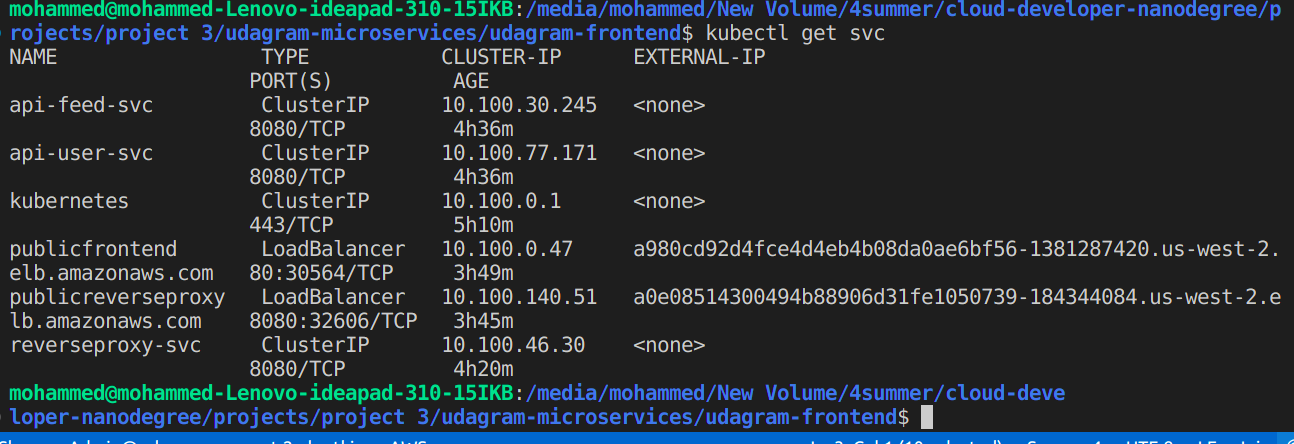 mohammed@mohammed-Lenovo-ideapad-310-15IKB:/media/mohammed/New Volume/4summer/cloud-developer-nanodegree/p
rojects/project 3/udagram-microservices/udagram-frontend$ kubectl get svc
NAME TYPE CLUSTER-IP EXTERNAL-IP
PORT(S) AGE
api-feed-svc ClusterIP 10.100.30.245 <none>
8080/TCP 4h36m
api-user-svc ClusterIP 10.100.77.171 <none>
8080/TCP 4h36m
kubernetes ClusterIP 10.100.0.1 <none>
443/TCP 5h10m
publicfrontend LoadBalancer 10.100.0.47 a980cd92d4fce4d4eb4b08da0ae6bf56-1381287420.us-west-2.
elb.amazonaws.com 80:30564/TCP 3h49m
publicreverseproxy LoadBalancer 10.100.140.51 a0e08514300494b88906d31fe1050739-184344084.us-west-2.e
lb.amazonaws.com 8080:32606/TCP 3h45m
reverseproxy-svc ClusterIP 10.100.46.30 <none>
8080/TCP 4h20m
mohammed@mohammed-Lenovo-ideapad-310-15IKB:/media/mohammed/New Volume/4summer/cloud-deve
loper-nanodegree/projects/project 3/udagram-microservices/udagram-frontend$